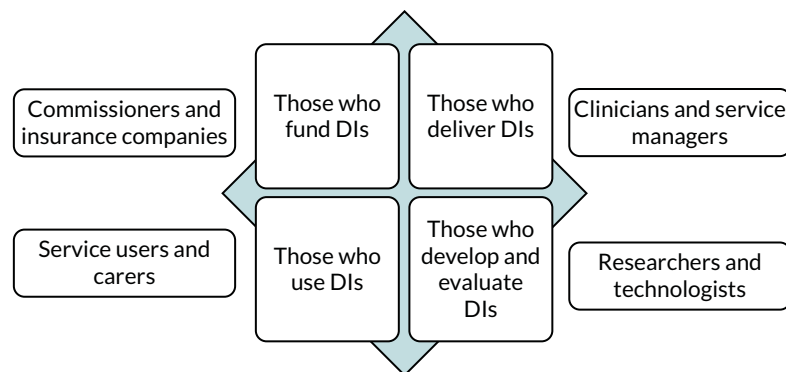 Commissioners and
insurance companies
Those who
fund DIs
Those who
deliver DIs
Clinicians and service
managers
Service users and
carers
Those who
use DIs
Those who
develop and
evaluate
DIs
Researchers and
technologists